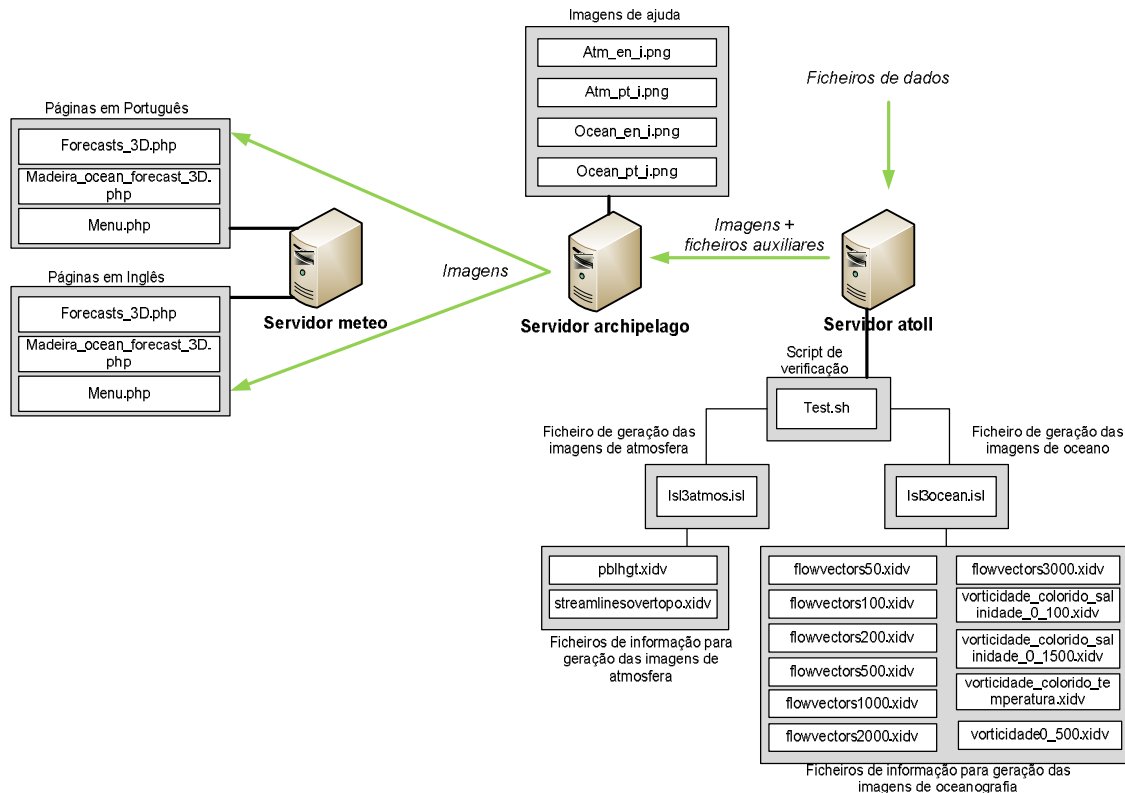 Imagens de ajuda
Atm_en_i.png
Atm_pt_i.png
Ocean_en_i.png
Ocean_pt_i.png
Ficheiros de dados
Páginas em Português
Forecasts_3D.php
Madeira_ocean_forecast_3D.
php
Menu.php
Páginas em Inglês
Forecasts_3D.php
Madeira_ocean_forecast_3D.
php
Menu.php
Servidor meteo
Imagens
Servidor archipelago
Imagens +
ficheiros auxiliares
Servidor atoll
Script de
verificação
Test.sh
Ficheiro de geração das
imagens de atmosfera
Isl3atmos.isl
Ficheiro de geração das
imagens de oceano
Isl3ocean.isl
pblhgt.xidv
streamlinesovertopo.xidv
Ficheiros de informação para
geração das imagens de
atmosfera
flowvectors50.xidv
flowvectors100.xidv
flowvectors200.xidv
flowvectors500.xidv
flowvectors1000.xidv
flowvectors2000.xidv
flowvectors3000.xidv
vorticidade_colorido_sal
inidade_0_100.xidv
vorticidade_colorido_sal
inidade_0_1500.xidv
vorticidade_colorido_te
mperatura.xidv
vorticidade0_500.xidv
Ficheiros de informação para geração das
imagens de oceanografia